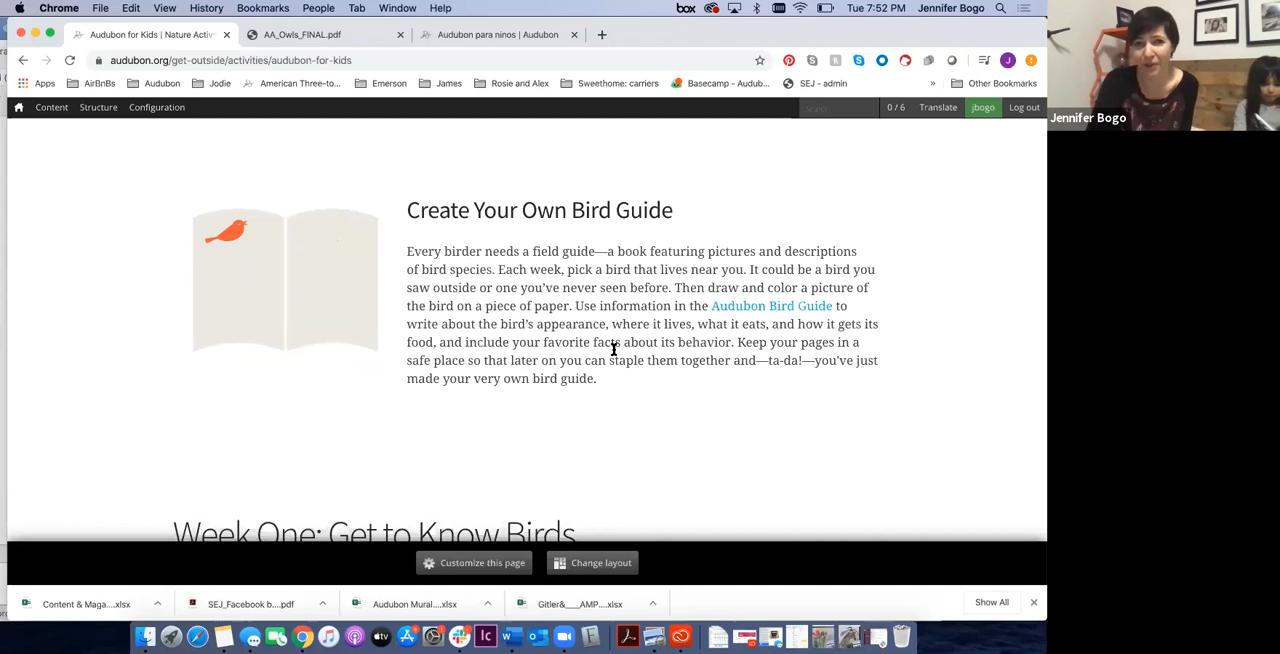 Chrome File Edit View History Bookmarks People Tab Window Help box Tue 7:52 PM Jennifer Bogo
Audubon for Kids | Nature Activ AA_Owls_FINAL.pdf Audubon para ninos | Audubon
audubon.org/get-outside/activities/audubon-for-kids J
Apps AirBnBs Audubon Jodie American Three-to... Emerson James Rosie and Alex Sweethome: carriers Basecamp – Audub... SEJ - admin » Other Bookmarks
Content Structure Configuration Search 0 / 6 Translate jbogo Log out
Jennifer Bogo
Create Your Own Bird Guide
Every birder needs a field guide—a book featuring pictures and descriptions
of bird species. Each week, pick a bird that lives near you. It could be a bird you
saw outside or one you’ve never seen before. Then draw and color a picture of
the bird on a piece of paper. Use information in the Audubon Bird Guide to
write about the bird’s appearance, where it lives, what it eats, and how it gets its
food, and include your favorite facts about its behavior. Keep your pages in a
safe place so that later on you can staple them together and—ta-da!—you've just
made your very own bird guide.
Week One: Get to Know Birds
Customize this page Change layout
Content & Maga....xlsx SEJ_Facebook b....pdf Audubon Mural....xlsx Gitler&___AMP....xlsx Show All
tv Ic W